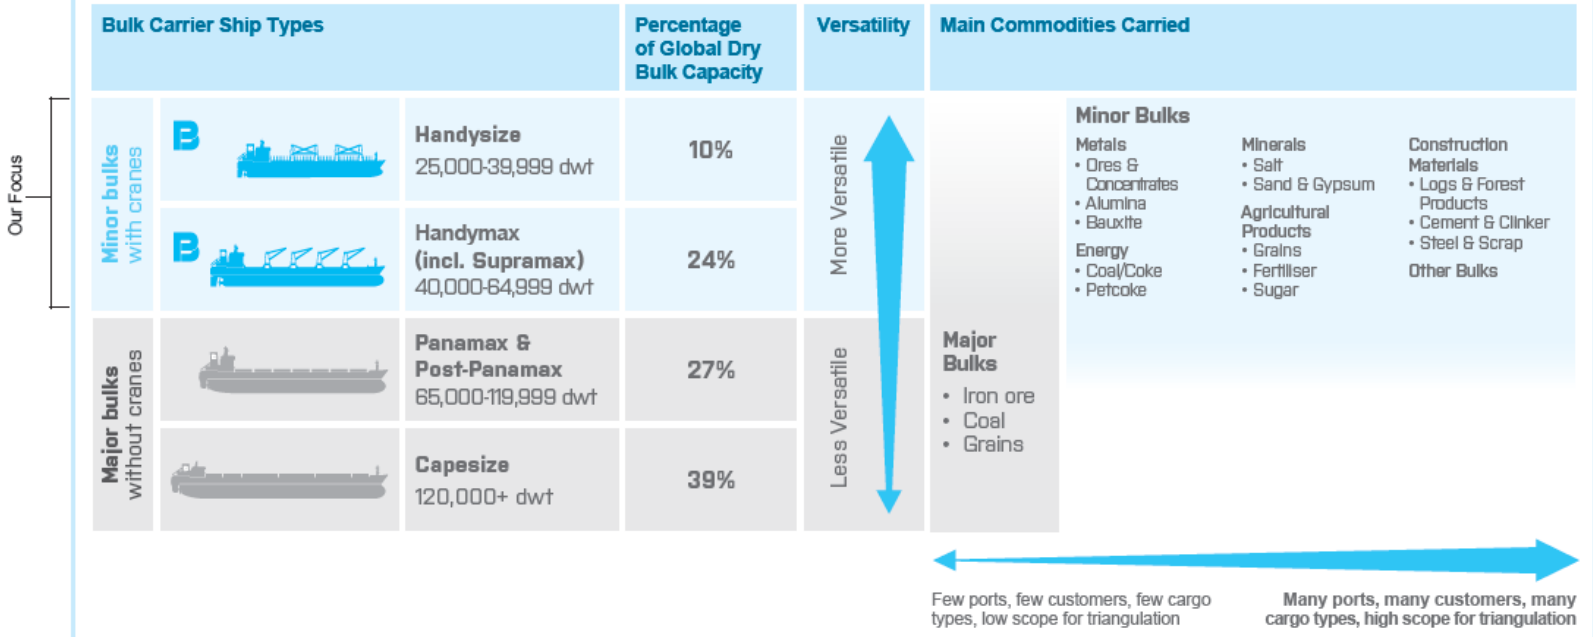 Bulk Carrier Ship Types
Percentage
of Global Dry
Bulk Capacity
Versatility
Main Commodities Carried
Our Focus
Minor bulks
with cranes
B
Handysize
25,000-39,999 dwt
10%
B
Handymax
(incl. Supramax)
40,000-64,999 dwt
24%
Major bulks
without cranes
Panamax &
Post-Panamax
65,000-119,999 dwt
27%
Capesize
120,000+ dwt
39%
More Versatile
Less Versatile
Major
Bulks
• Iron ore
• Coal
• Grains
Minor Bulks
Metals
• Ores &
Concentrates
• Alumina
• Bauxite
Energy
• Coal/Coke
• Petcoke
Minerals
• Salt
• Sand & Gypsum
Agricultural
Products
• Grains
• Fertiliser
• Sugar
Construction
Materials
• Logs & Forest
Products
• Cement & Clinker
• Steel & Scrap
Other Bulks
Few ports, few customers, few cargo
types, low scope for triangulation
Many ports, many customers, many
cargo types, high scope for triangulation